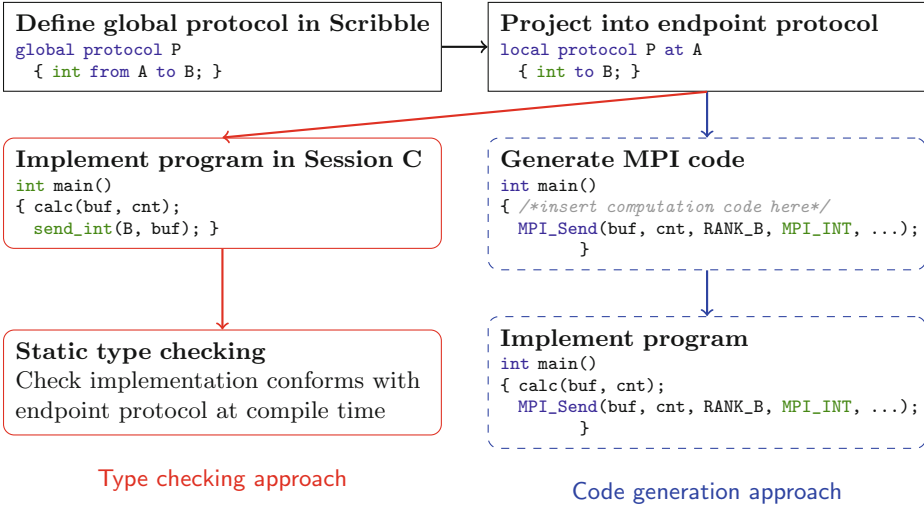 Define global protocol in Scribble
global protocol P
{ int from A to B; }
Project into endpoint protocol
local protocol P at A
{ int to B; }
Implement program in Session C
int main()
{ calc(buf, cnt);
send_int(B, buf); }
Generate MPI code
int main()
{ /*insert computation code here*/
MPI_Send(buf, cnt, RANK_B, MPI_INT, ...);
}
Static type checking
Check implementation conforms with
endpoint protocol at compile time
Implement program
int main()
{ calc(buf, cnt);
MPI_Send(buf, cnt, RANK_B, MPI_INT, ...);
}
Type checking approach
Code generation approach